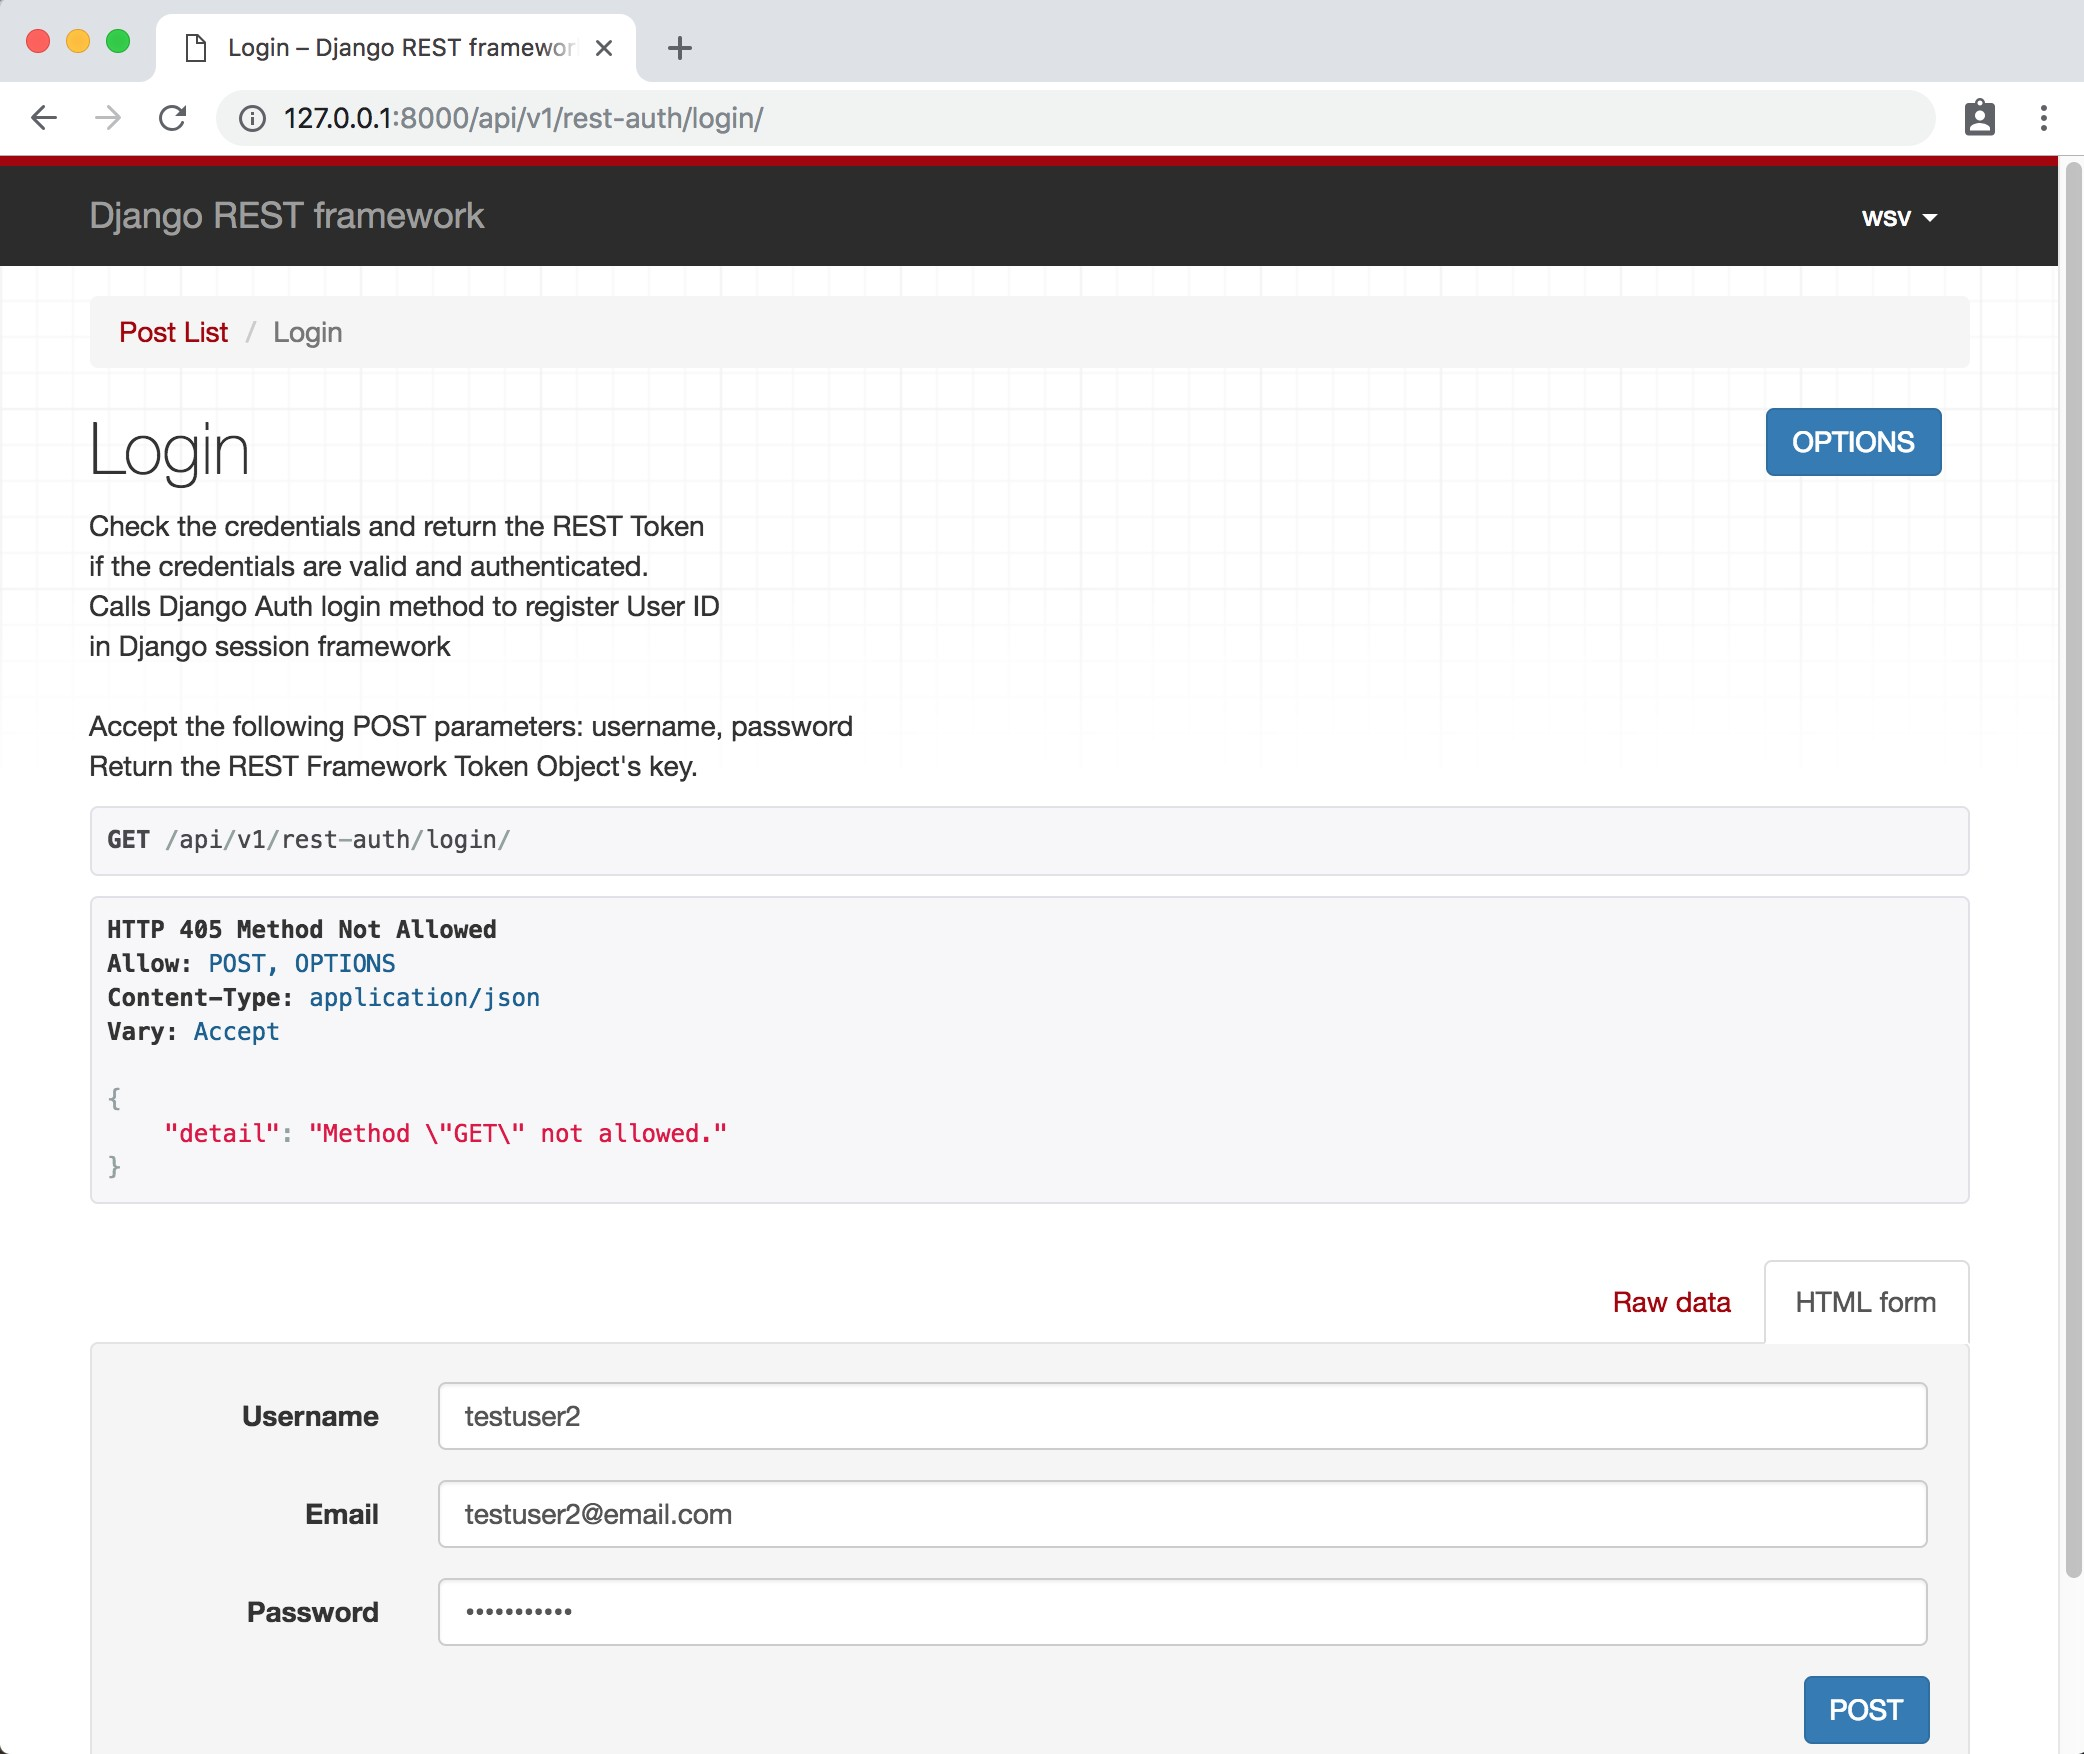 Login – Django REST framewor
127.0.0.1:8000/api/v1/rest-auth/login/
Django REST framework
wsv
Post List / Login
Login
OPTIONS
Check the credentials and return the REST Token
if the credentials are valid and authenticated.
Calls Django Auth login method to register User ID
in Django session framework
Accept the following POST parameters: username, password
Return the REST Framework Token Object's key.
GET /api/v1/rest-auth/login/
HTTP 405 Method Not Allowed
Allow: POST, OPTIONS
Content-Type: application/json
Vary: Accept
{
"detail": "Method \"GET\" not allowed."
}
Raw data
HTML form
Username
testuser2
Email
testuser2@email.com
Password
•••••••••••
POST